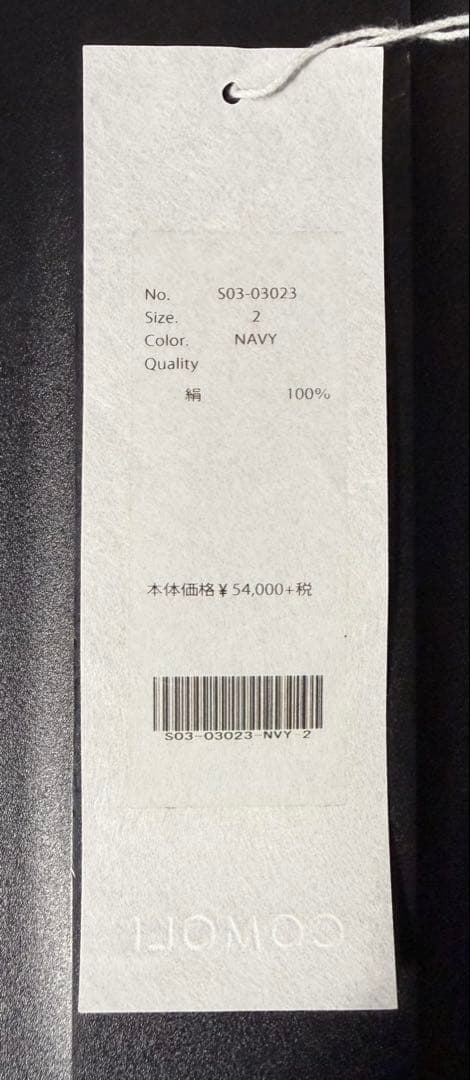 No. S03-03023
Size. 2
Color. NAVY
Quality
絹 100%
本体価格¥54,000+税
S03-03023-NVY-2
COMOLI